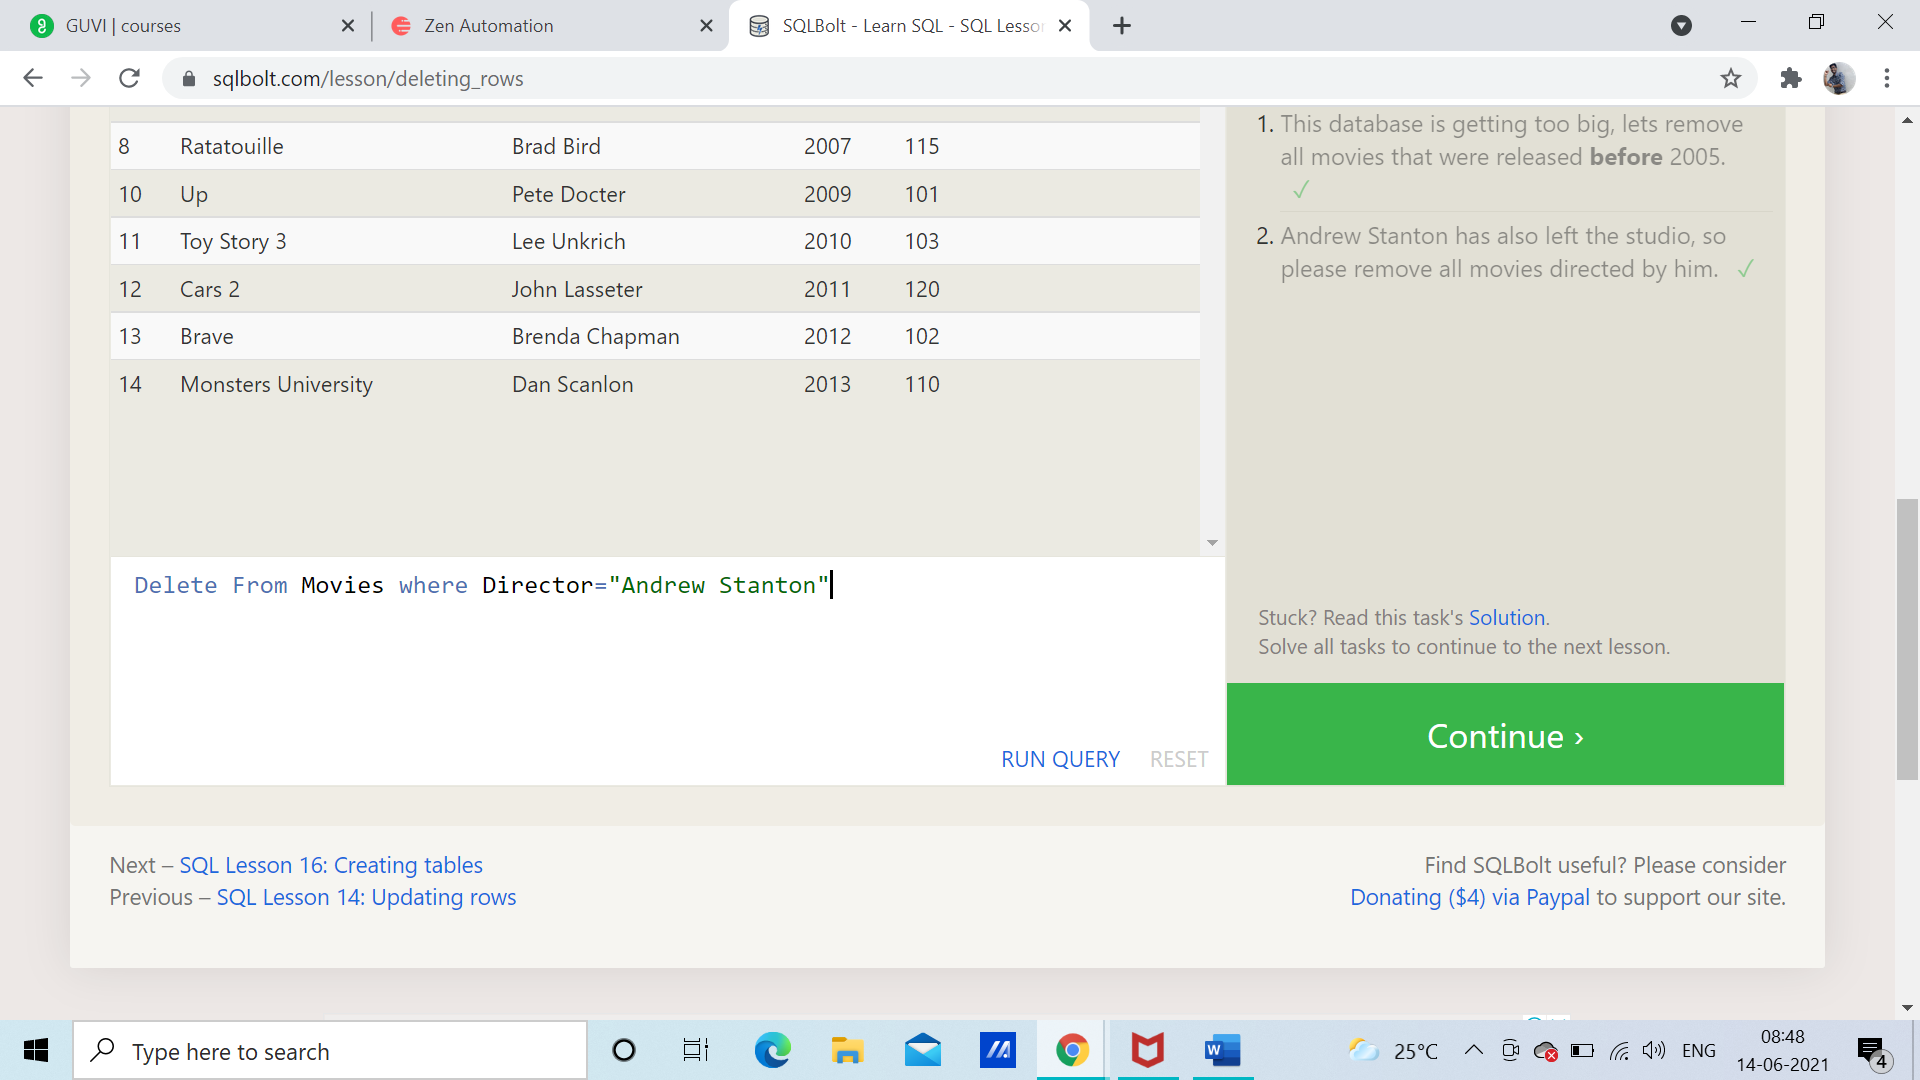 GUVI | courses
Zen Automation
SQLBolt - Learn SQL - SQL Lesson
sqlbolt.com/lesson/deleting_rows
8 Ratatouille Brad Bird 2007 115
10 Up Pete Docter 2009 101
11 Toy Story 3 Lee Unkrich 2010 103
12 Cars 2 John Lasseter 2011 120
13 Brave Brenda Chapman 2012 102
14 Monsters University Dan Scanlon 2013 110
1. This database is getting too big, lets remove
all movies that were released before 2005.
✓
2. Andrew Stanton has also left the studio, so
please remove all movies directed by him. ✓
Delete From Movies where Director="Andrew Stanton"
RUN QUERY RESET
Stuck? Read this task's Solution.
Solve all tasks to continue to the next lesson.
Continue ›
Next – SQL Lesson 16: Creating tables
Previous – SQL Lesson 14: Updating rows
Find SQLBolt useful? Please consider
Donating ($4) via Paypal to support our site.
Type here to search
25°C
ENG
08:48
14-06-2021
4